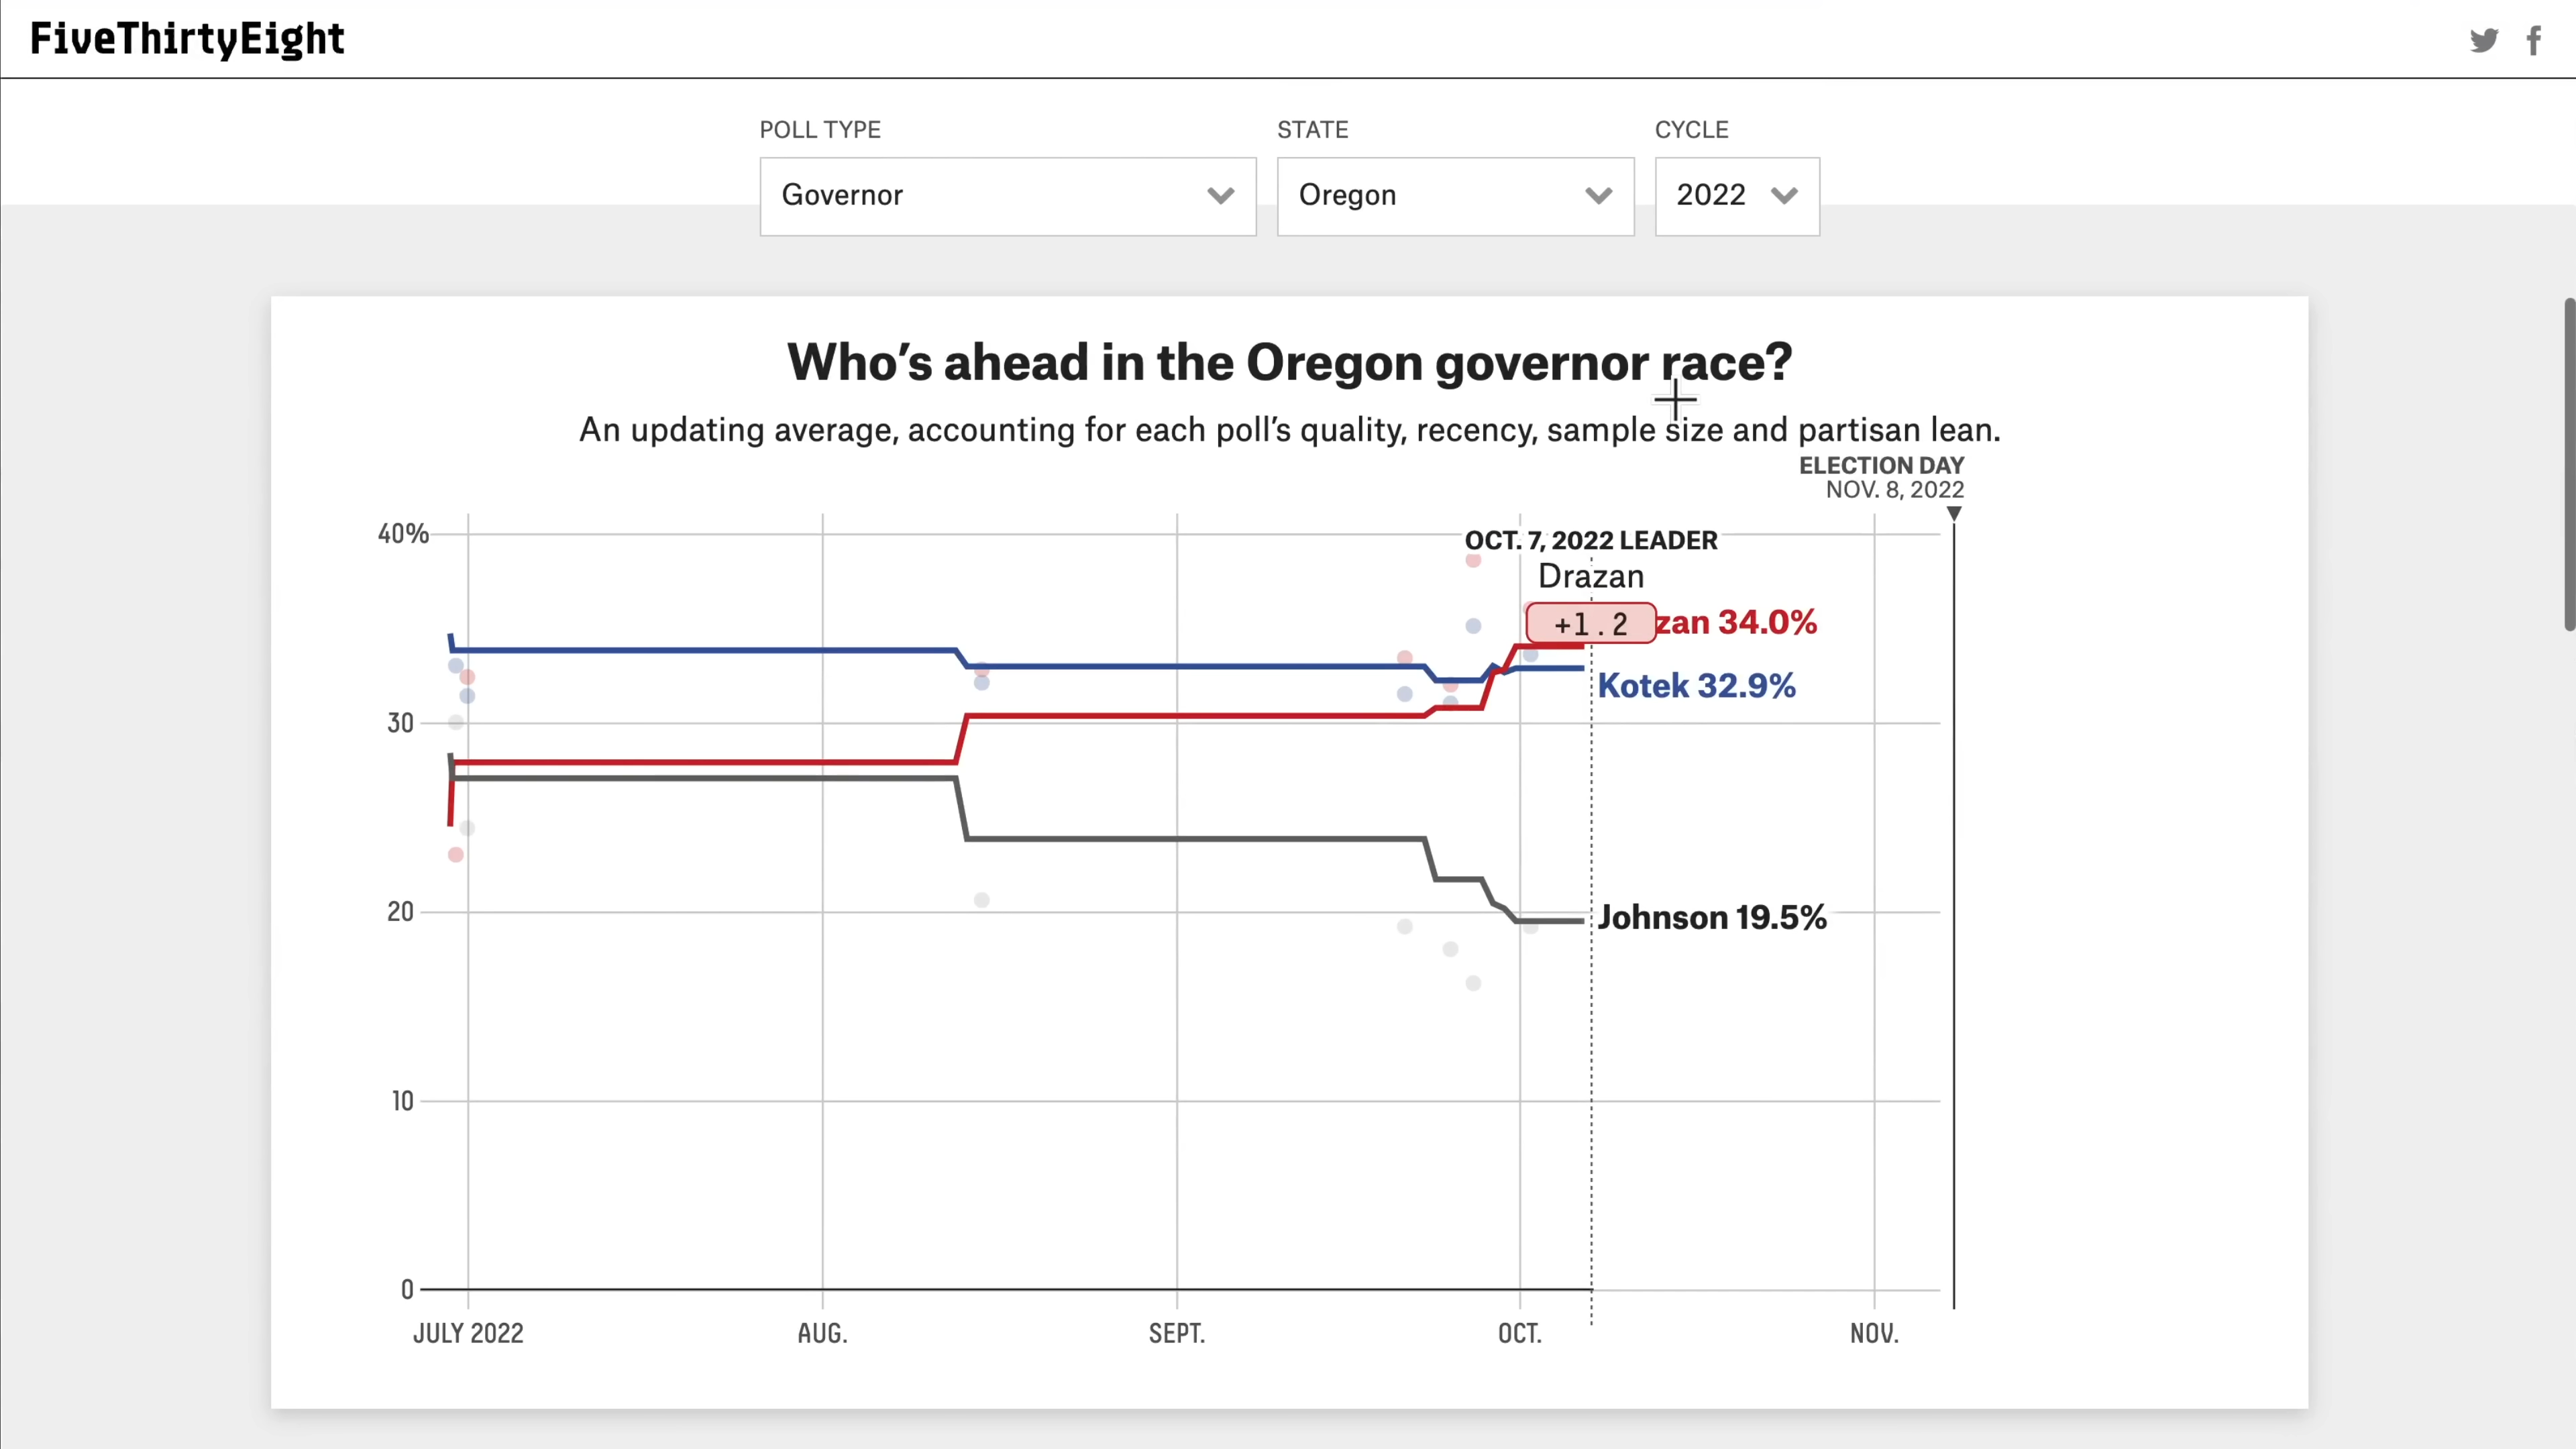 FiveThirtyEight
POLL TYPE
STATE
CYCLE
Governor
Oregon
2022
Who's ahead in the Oregon governor race?
An updating average, accounting for each poll's quality, recency, sample size and partisan lean.
ELECTION DAY
NOV. 8, 2022
40%
OCT. 7, 2022 LEADER
Drazan
+1.2
zan 34.0%
Kotek 32.9%
30
20
Johnson 19.5%
10
0
JULY 2022
AUG.
SEPT.
OCT.
NOV.